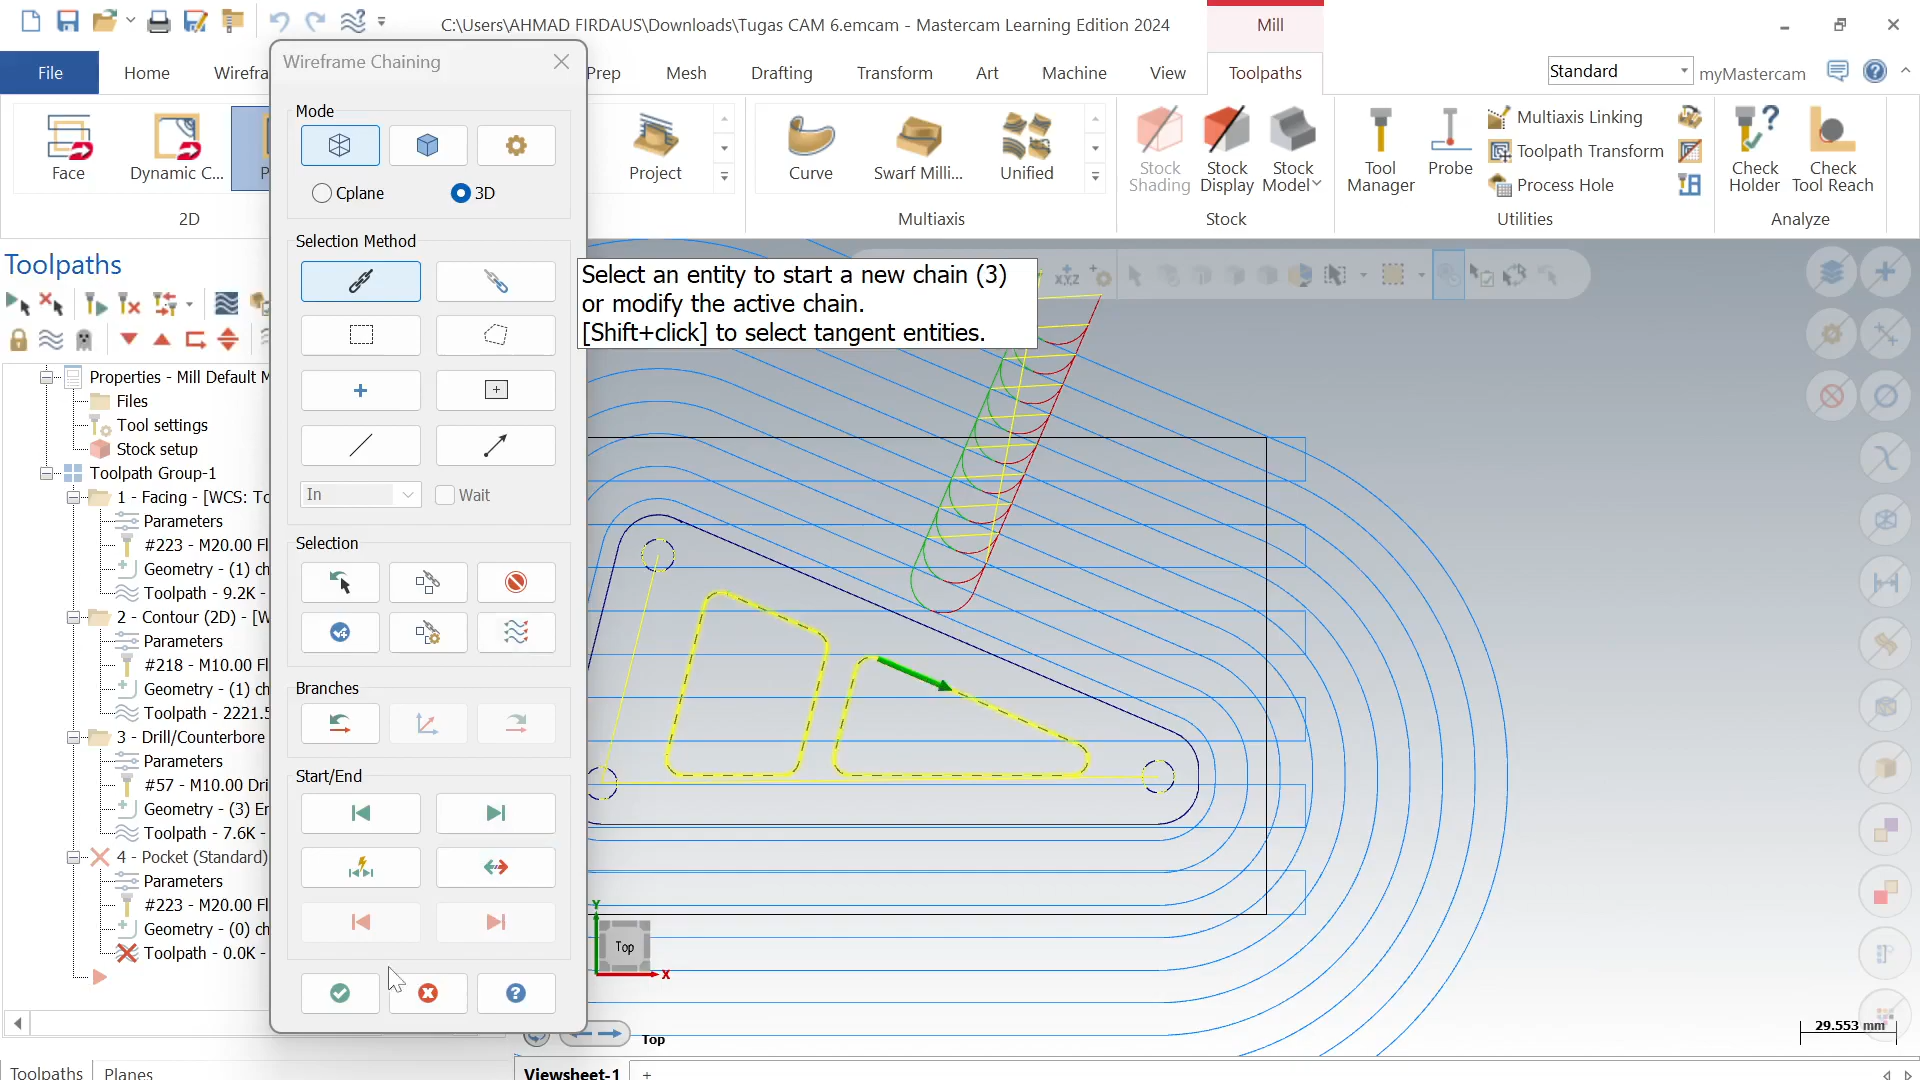 C:\Users\AHMAD FIRDAUS\Downloads\Tugas CAM 6.emcam - Mastercam Learning Edition 2024
Mill
File
Home
Wirefra
Prep
Mesh
Drafting
Transform
Art
Machine
View
Toolpaths
Standard
myMastercam
Face
Dynamic C...
P
2D
Project
Curve
Swarf Milli...
Unified
Multiaxis
Stock Shading
Stock Display
Stock Model
Stock
Tool Manager
Probe
Multiaxis Linking
Toolpath Transform
Process Hole
Utilities
Check Holder
Check Tool Reach
Analyze
Wireframe Chaining
Mode
Cplane
3D
Selection Method
In
Wait
Selection
Branches
Start/End
Select an entity to start a new chain (3)
or modify the active chain.
[Shift+click] to select tangent entities.
Toolpaths
Properties - Mill Default M
Files
Tool settings
Stock setup
Toolpath Group-1
1 - Facing - [WCS: To
Parameters
#223 - M20.00 Fl
Geometry - (1) ch
Toolpath - 9.2K -
2 - Contour (2D) - [W
Parameters
#218 - M10.00 Fl
Geometry - (1) ch
Toolpath - 2221.5
3 - Drill/Counterbore
Parameters
#57 - M10.00 Dri
Geometry - (3) En
Toolpath - 7.6K -
4 - Pocket (Standard)
Parameters
#223 - M20.00 Fl
Geometry - (0) ch
Toolpath - 0.0K -
Y
Top
X
Top
29.553 mm
Toolpaths
Planes
Viewsheet-1
+